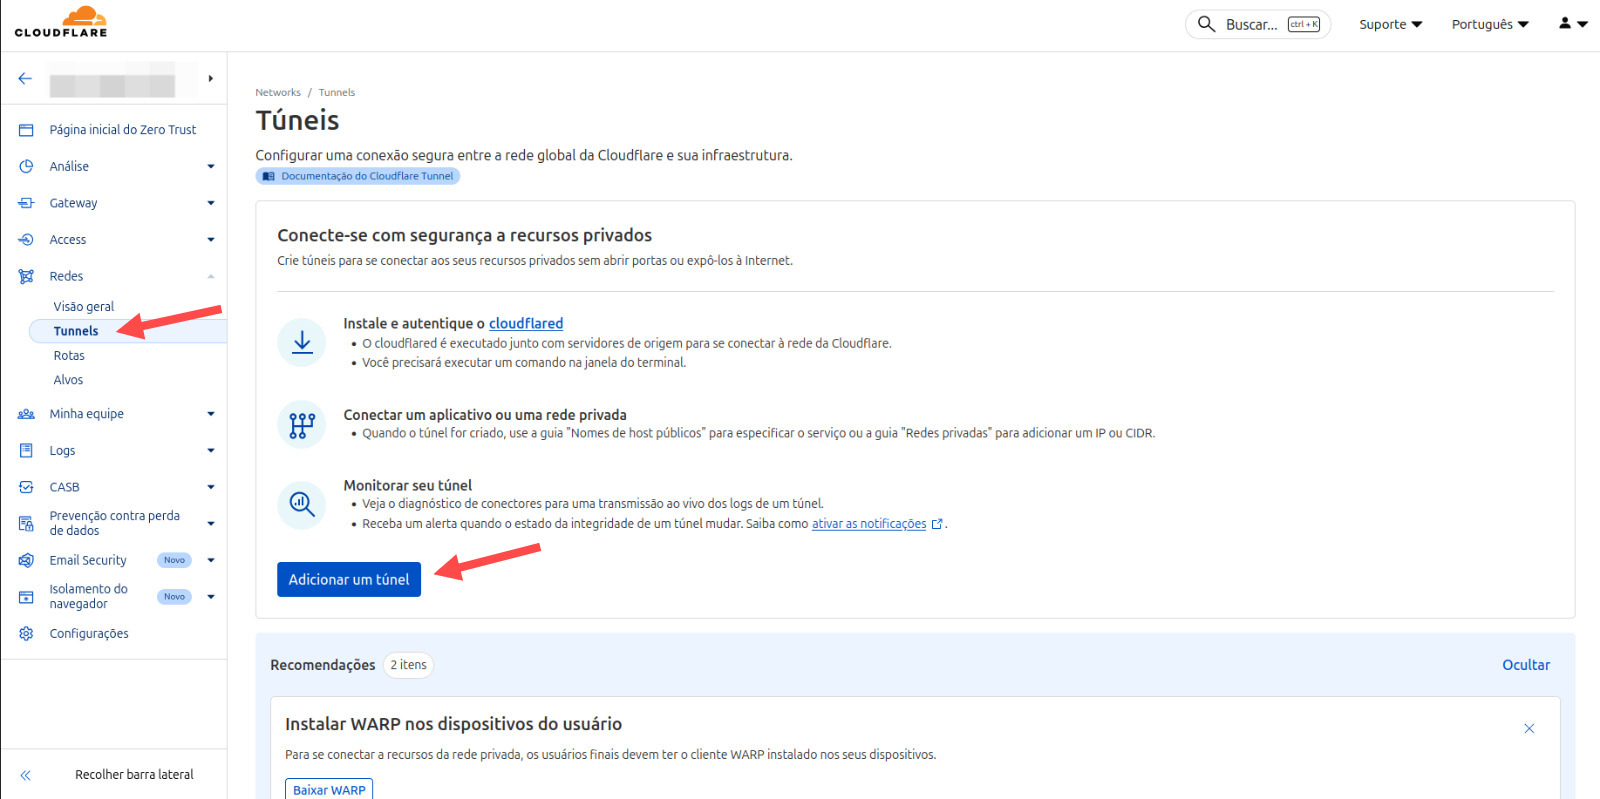 CLOUDFLARE
Buscar... ctrl + K
Suporte
Português
Página inicial do Zero Trust
Análise
Gateway
Access
Redes
Visão geral
Tunnels
Rotas
Alvos
Minha equipe
Logs
CASB
Prevenção contra perda
de dados
Email Security Novo
Isolamento do
navegador Novo
Configurações
Recolher barra lateral
Networks / Tunnels
Túneis
Configurar uma conexão segura entre a rede global da Cloudflare e sua infraestrutura.
Documentação do Cloudflare Tunnel
Conecte-se com segurança a recursos privados
Crie túneis para se conectar aos seus recursos privados sem abrir portas ou expô-los à Internet.
Instale e autentique o cloudflared
• O cloudflared é executado junto com servidores de origem para se conectar à rede da Cloudflare.
• Você precisará executar um comando na janela do terminal.
Conectar um aplicativo ou uma rede privada
• Quando o túnel for criado, use a guia "Nomes de host públicos" para especificar o serviço ou a guia "Redes privadas" para adicionar um IP ou CIDR.
Monitorar seu túnel
• Veja o diagnóstico de conectores para uma transmissão ao vivo dos logs de um túnel.
• Receba um alerta quando o estado da integridade de um túnel mudar. Saiba como ativar as notificações.
Adicionar um túnel
Recomendações 2 itens
Ocultar
Instalar WARP nos dispositivos do usuário
Para se conectar a recursos da rede privada, os usuários finais devem ter o cliente WARP instalado nos seus dispositivos.
Baixar WARP